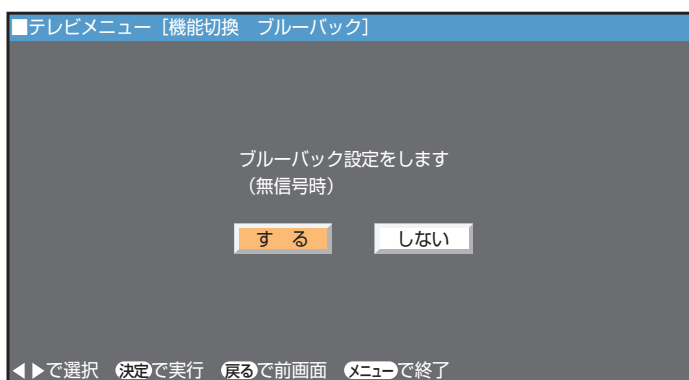 ■テレビメニュー［機能切換　ブルーバック］
ブルーバック設定をします
（無信号時）
す　る　しない
◀▶で選択　決定で実行　戻るで前画面　メニューで終了